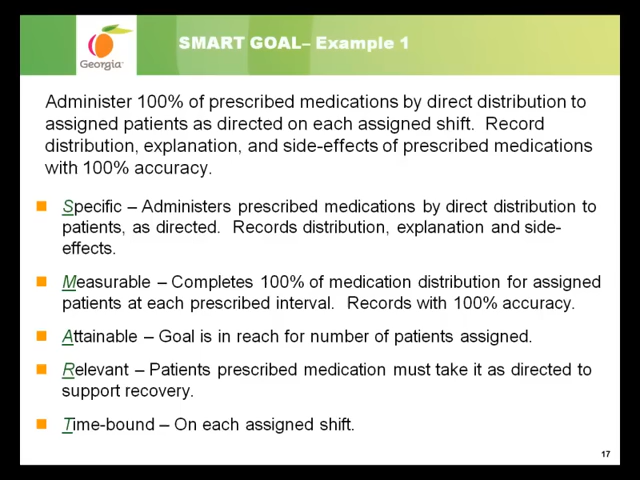 SMART GOAL– Example 1
Georgia
Administer 100% of prescribed medications by direct distribution to
assigned patients as directed on each assigned shift.  Record
distribution, explanation, and side-effects of prescribed medications
with 100% accuracy.
Specific – Administers prescribed medications by direct distribution to
patients, as directed.  Records distribution, explanation and side-
effects.
Measurable – Completes 100% of medication distribution for assigned
patients at each prescribed interval.  Records with 100% accuracy.
Attainable – Goal is in reach for number of patients assigned.
Relevant – Patients prescribed medication must take it as directed to
support recovery.
Time-bound – On each assigned shift.
17